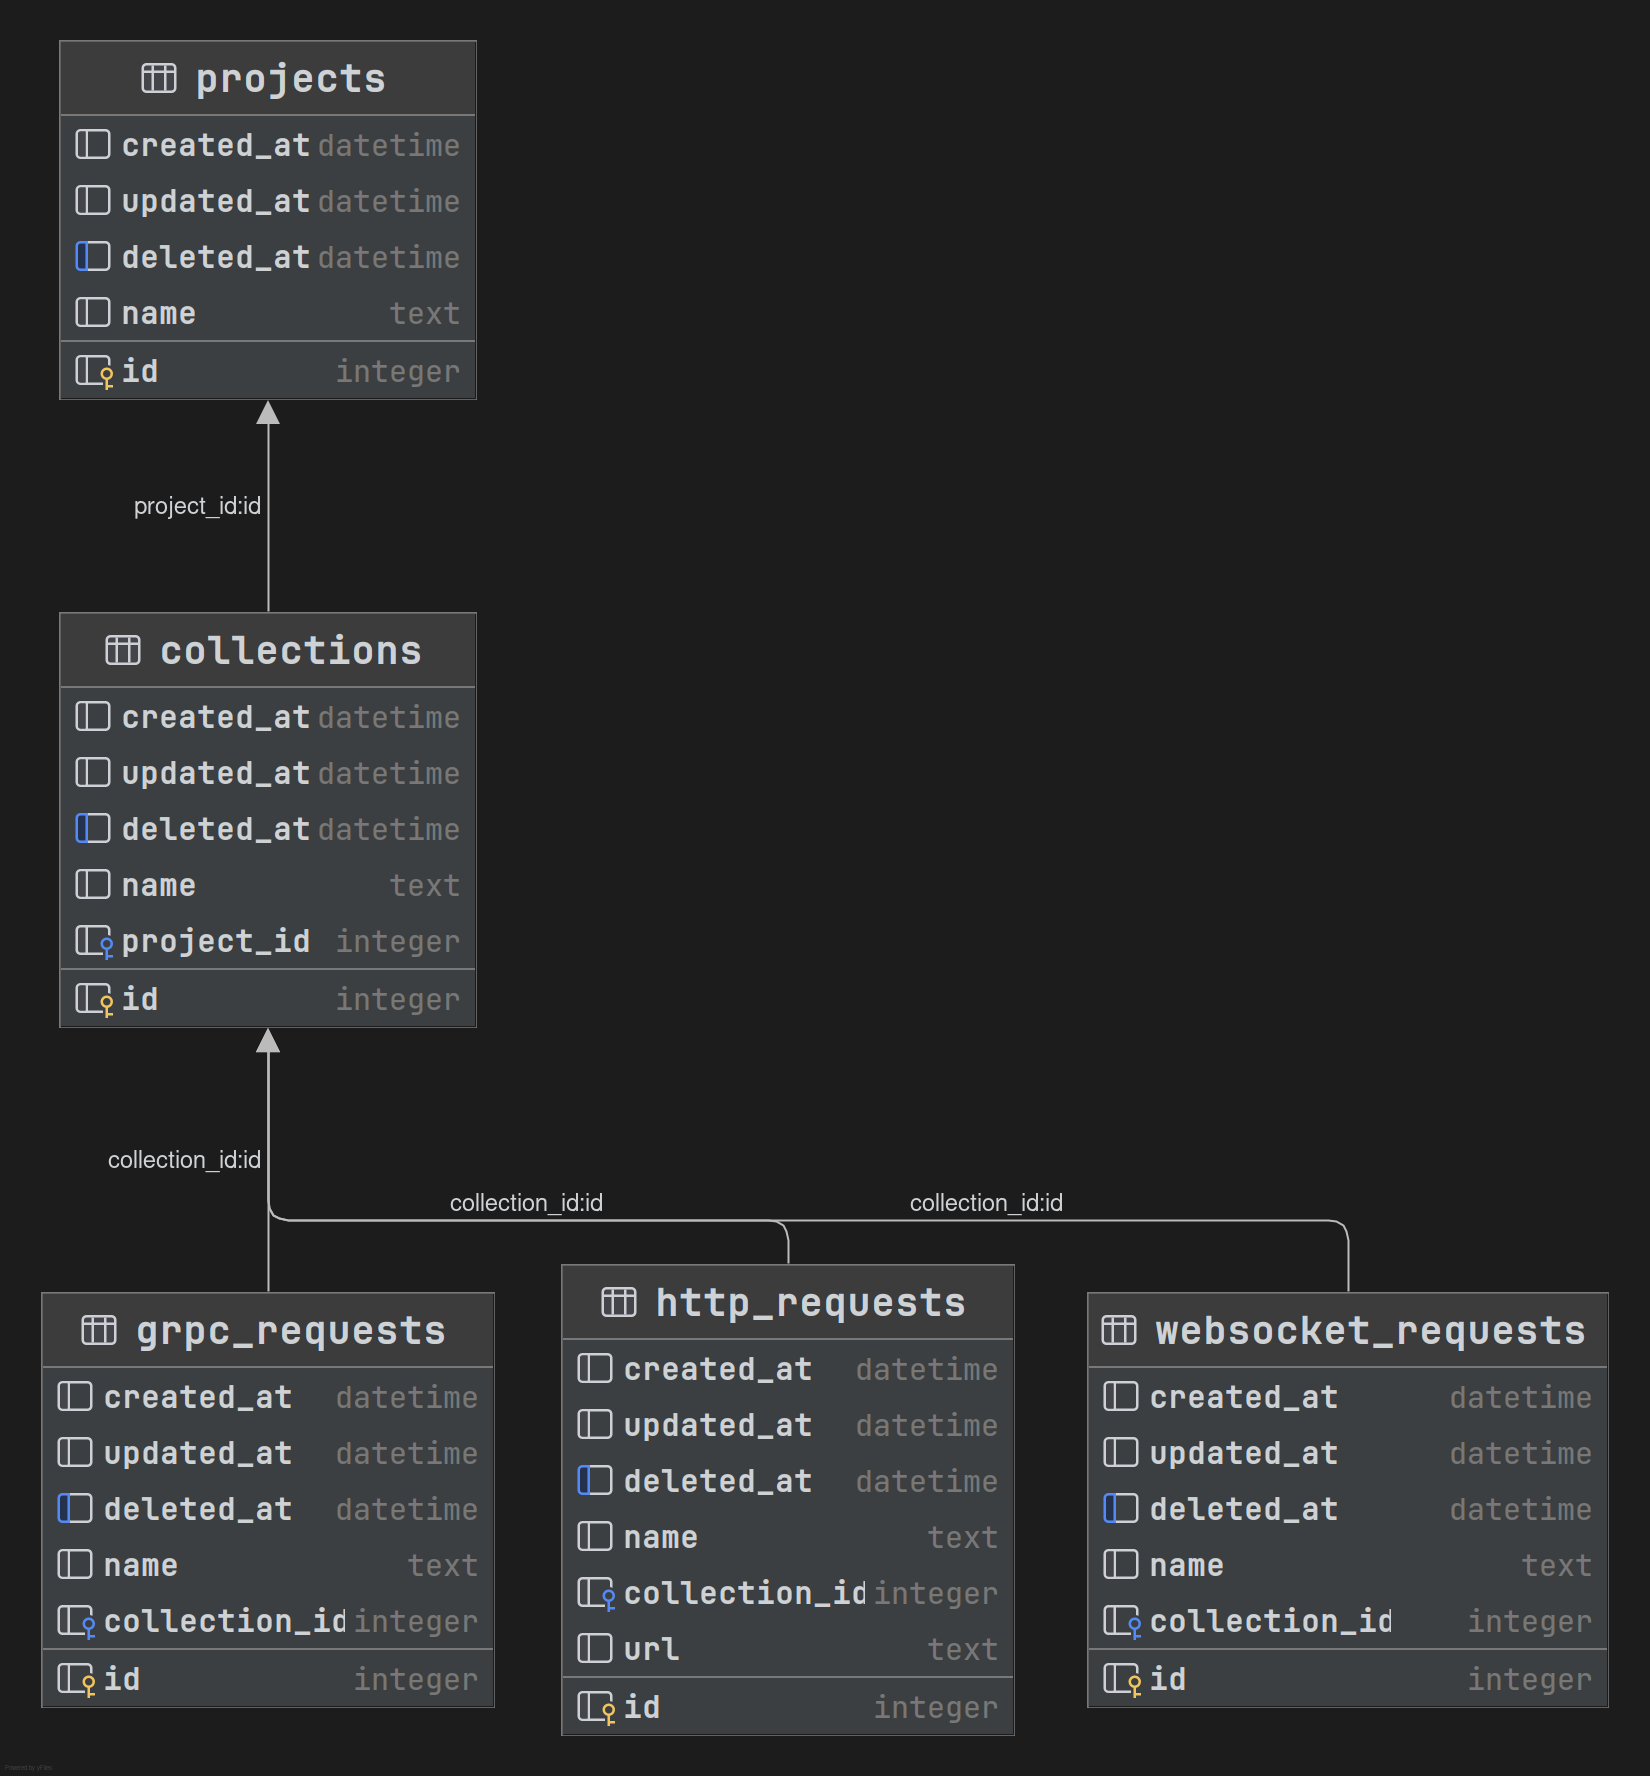 projects
created_at datetime
updated_at datetime
deleted_at datetime
name text
id integer
project_id:id
collections
created_at datetime
updated_at datetime
deleted_at datetime
name text
project_id integer
id integer
collection_id:id
collection_id:id
collection_id:id
grpc_requests
created_at datetime
updated_at datetime
deleted_at datetime
name text
collection_id integer
id integer
http_requests
created_at datetime
updated_at datetime
deleted_at datetime
name text
collection_id integer
url text
id integer
websocket_requests
created_at datetime
updated_at datetime
deleted_at datetime
name text
collection_id integer
id integer
Powered by yFiles